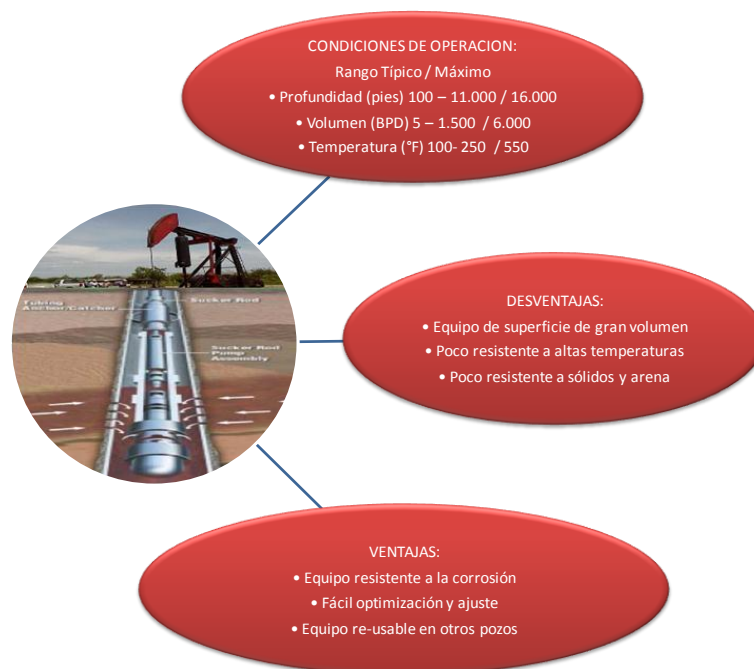 CONDICIONES DE OPERACION:
Rango Típico / Máximo
• Profundidad (pies) 100 – 11.000 / 16.000
• Volumen (BPD) 5 – 1.500 / 6.000
• Temperatura (°F) 100- 250 / 550
Tubing
Anchor/Catcher
Sucker Rod
Sucker Rod
Pump
Assembly
DESVENTAJAS:
• Equipo de superficie de gran volumen
• Poco resistente a altas temperaturas
• Poco resistente a sólidos y arena
VENTAJAS:
• Equipo resistente a la corrosión
• Fácil optimización y ajuste
• Equipo re-usable en otros pozos